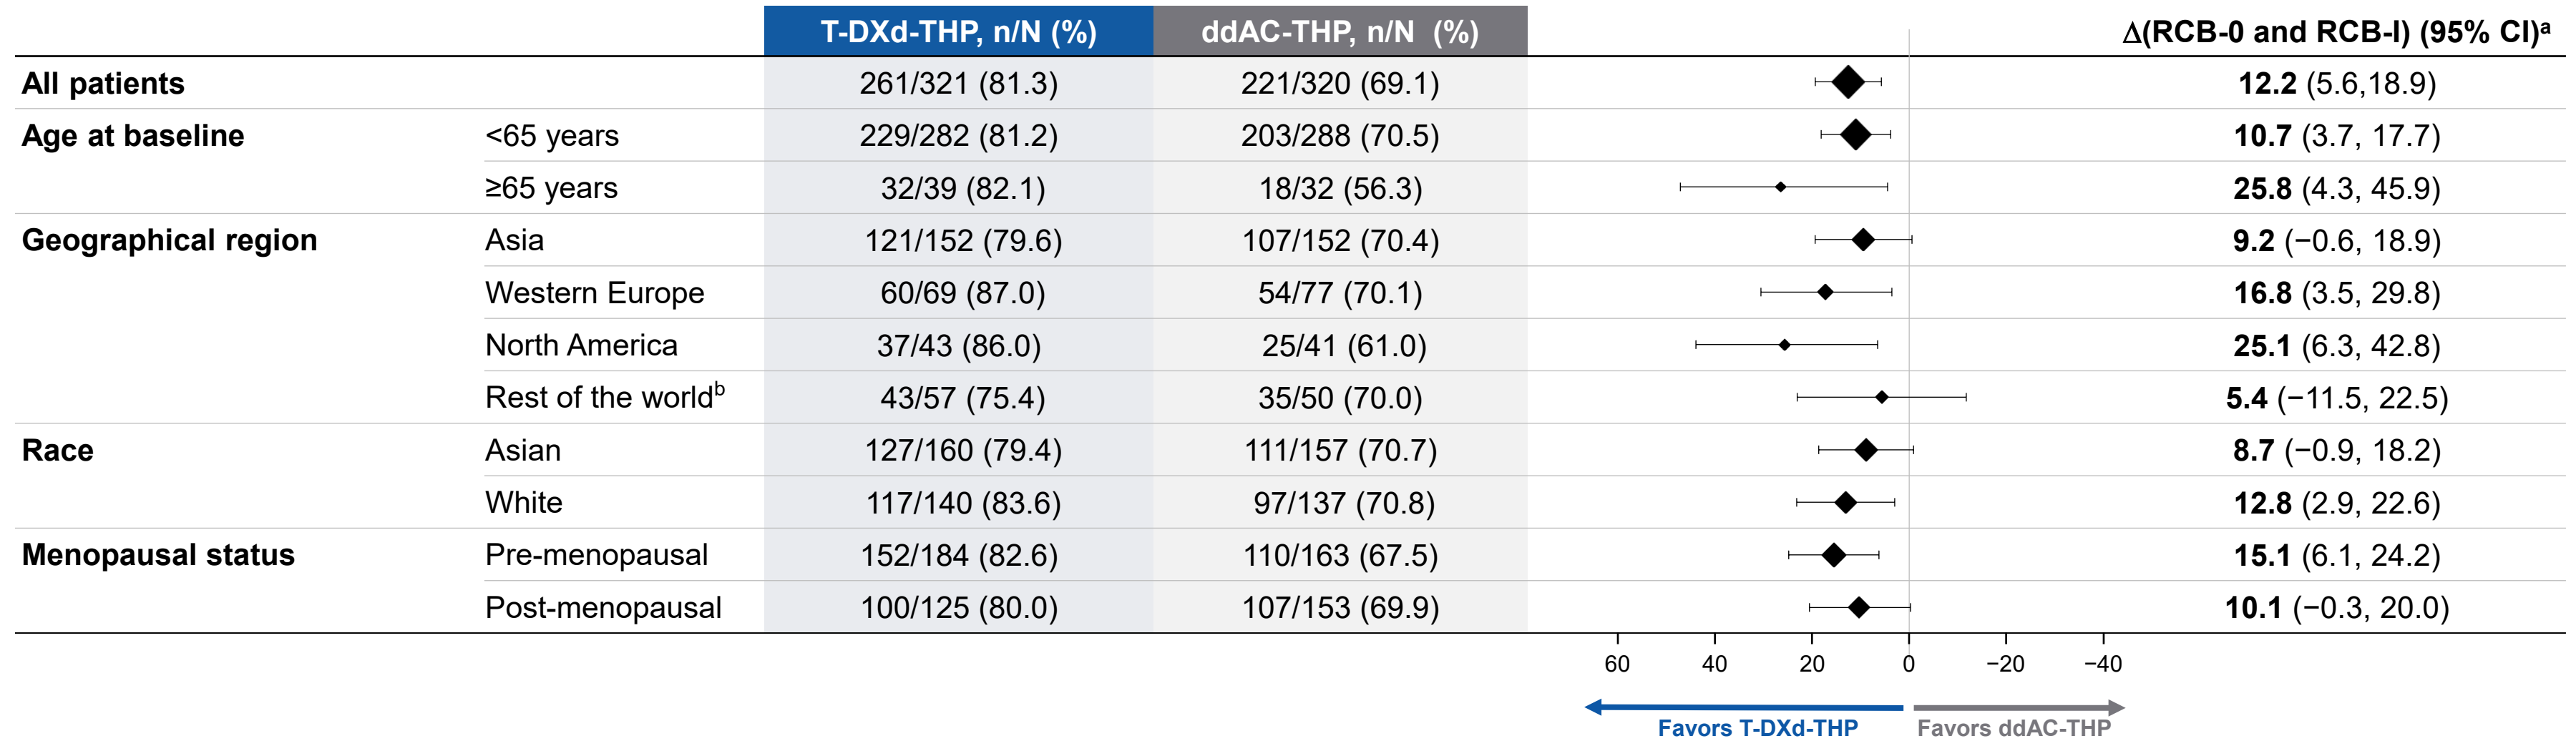 T-DXd-THP, n/N (%) ddAC-THP, n/N (%) Δ(RCB-0 and RCB-I) (95% CI)ᵃ
All patients 261/321 (81.3) 221/320 (69.1) 12.2 (5.6,18.9)
Age at baseline <65 years 229/282 (81.2) 203/288 (70.5) 10.7 (3.7, 17.7)
≥65 years 32/39 (82.1) 18/32 (56.3) 25.8 (4.3, 45.9)
Geographical region Asia 121/152 (79.6) 107/152 (70.4) 9.2 (−0.6, 18.9)
Western Europe 60/69 (87.0) 54/77 (70.1) 16.8 (3.5, 29.8)
North America 37/43 (86.0) 25/41 (61.0) 25.1 (6.3, 42.8)
Rest of the worldᵇ 43/57 (75.4) 35/50 (70.0) 5.4 (−11.5, 22.5)
Race Asian 127/160 (79.4) 111/157 (70.7) 8.7 (−0.9, 18.2)
White 117/140 (83.6) 97/137 (70.8) 12.8 (2.9, 22.6)
Menopausal status Pre-menopausal 152/184 (82.6) 110/163 (67.5) 15.1 (6.1, 24.2)
Post-menopausal 100/125 (80.0) 107/153 (69.9) 10.1 (−0.3, 20.0)
60 40 20 0 −20 −40
Favors T-DXd-THP Favors ddAC-THP